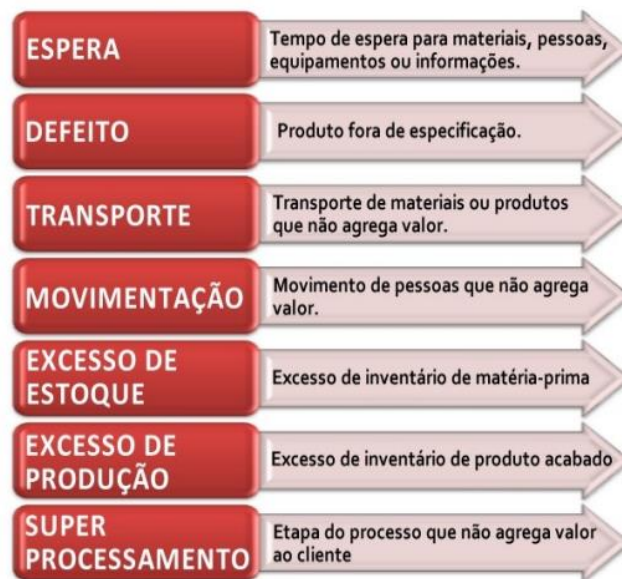 ESPERA
Tempo de espera para materiais, pessoas,
equipamentos ou informações.
DEFEITO
Produto fora de especificação.
TRANSPORTE
Transporte de materiais ou produtos
que não agrega valor.
MOVIMENTAÇÃO
Movimento de pessoas que não agrega
valor.
EXCESSO DE
ESTOQUE
Excesso de inventário de matéria-prima
EXCESSO DE
PRODUÇÃO
Excesso de inventário de produto acabado
SUPER
PROCESSAMENTO
Etapa do processo que não agrega valor
ao cliente